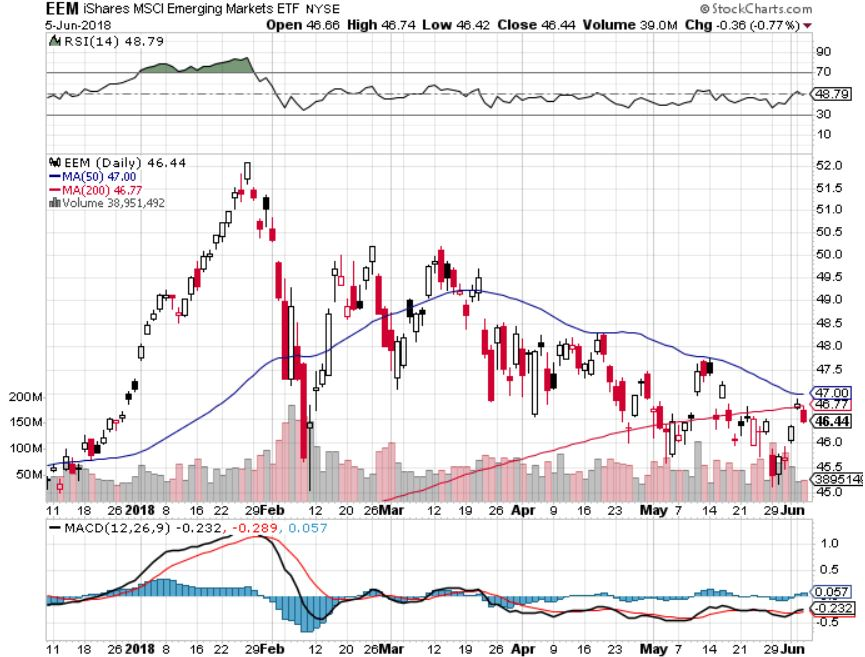 EEM iShares MSCI Emerging Markets ETF NYSE © StockCharts.com
5-Jun-2018 Open 46.66 High 46.74 Low 46.42 Close 46.44 Volume 39.0M Chg -0.36 (-0.77%)
RSI(14) 48.79
90
70
48.79
30
10
EEM (Daily) 46.44
MA(50) 47.00
MA(200) 46.77
Volume 38,951,492
52.0
51.5
51.0
50.5
50.0
49.5
49.0
48.5
48.0
47.5
47.00
46.77
46.44
46.0
45.5
45.0
200M
150M
100M
50M
11 18 26 2018 8 16 22 29 Feb 12 20 26 Mar 12 19 26 Apr 9 16 23 May 7 14 21 29 Jun
MACD(12,26,9) -0.232, -0.289, 0.057
1.0
0.5
0.057
-0.232
-0.5
11 18 26 2018 8 16 22 29 Feb 12 20 26 Mar 12 19 26 Apr 9 16 23 May 7 14 21 29 Jun